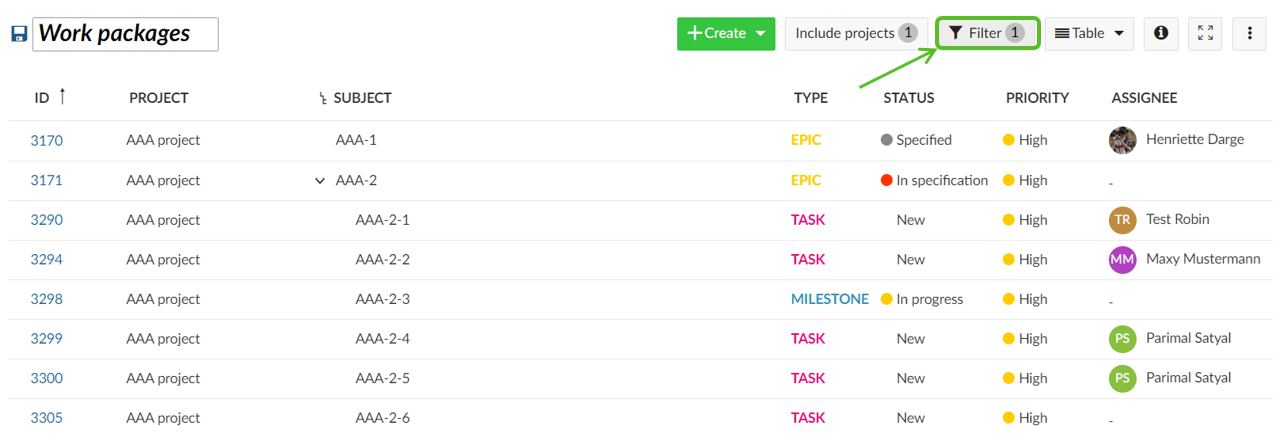 Work packages
+Create Include projects 1 Filter 1 Table
ID PROJECT SUBJECT TYPE STATUS PRIORITY ASSIGNEE
3170 AAA project AAA-1 EPIC Specified High Henriette Darge
3171 AAA project AAA-2 EPIC In specification High -
3290 AAA project AAA-2-1 TASK New High TR Test Robin
3294 AAA project AAA-2-2 TASK New High MM Maxy Mustermann
3298 AAA project AAA-2-3 MILESTONE In progress High -
3299 AAA project AAA-2-4 TASK New High PS Parimal Satyal
3300 AAA project AAA-2-5 TASK New High PS Parimal Satyal
3305 AAA project AAA-2-6 TASK New High -